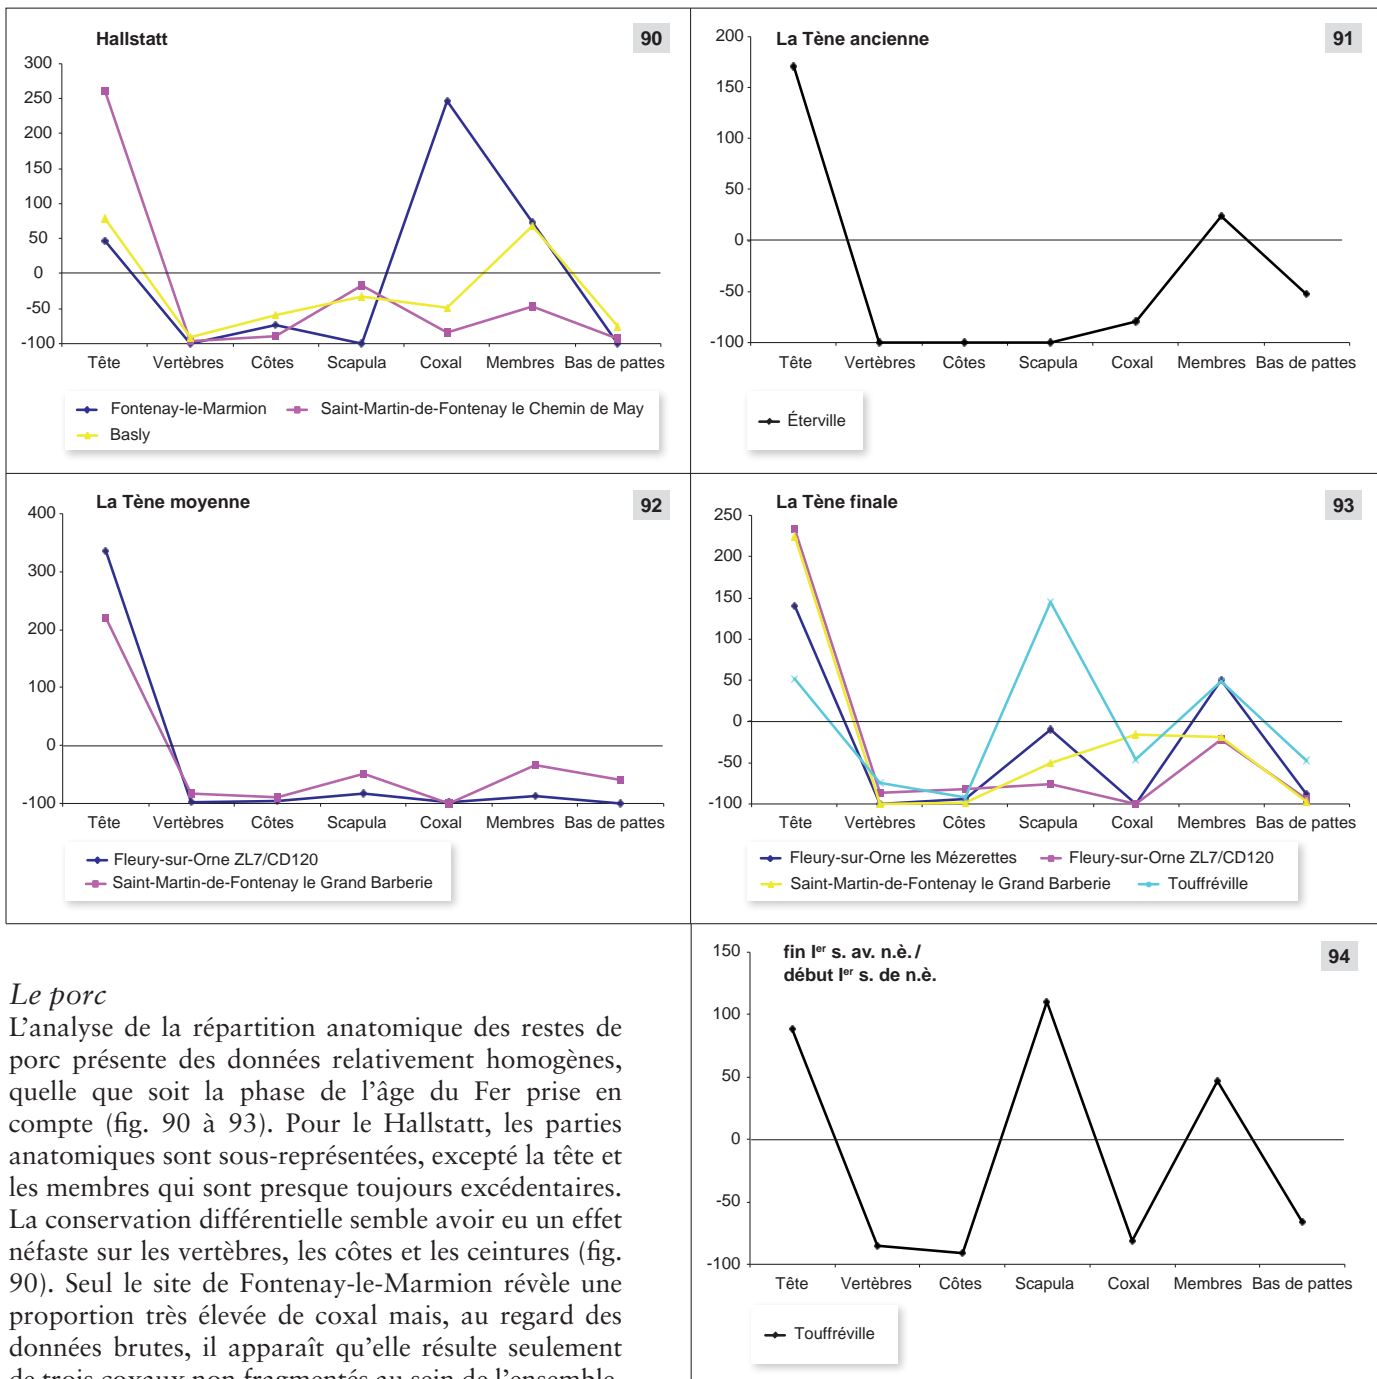 Hallstatt
90
300
250
200
150
100
50
0
-50
-100
Tête Vertèbres Côtes Scapula Coxal Membres Bas de pattes
Fontenay-le-Marmion Saint-Martin-de-Fontenay le Chemin de May
Basly
La Tène ancienne
91
200
150
100
50
0
-50
-100
Tête Vertèbres Côtes Scapula Coxal Membres Bas de pattes
Éterville
La Tène moyenne
92
400
300
200
100
0
-100
Tête Vertèbres Côtes Scapula Coxal Membres Bas de pattes
Fleury-sur-Orne ZL7/CD120
Saint-Martin-de-Fontenay le Grand Barberie
La Tène finale
93
250
200
150
100
50
0
-50
-100
Tête Vertèbres Côtes Scapula Coxal Membres Bas de pattes
Fleury-sur-Orne les Mézerettes Fleury-sur-Orne ZL7/CD120
Saint-Martin-de-Fontenay le Grand Barberie Touffréville
Le porc
L'analyse de la répartition anatomique des restes de
porc présente des données relativement homogènes,
quelle que soit la phase de l'âge du Fer prise en
compte (fig. 90 à 93). Pour le Hallstatt, les parties
anatomiques sont sous-représentées, excepté la tête et
les membres qui sont presque toujours excédentaires.
La conservation différentielle semble avoir eu un effet
néfaste sur les vertèbres, les côtes et les ceintures (fig.
90). Seul le site de Fontenay-le-Marmion révèle une
proportion très élevée de coxal mais, au regard des
données brutes, il apparaît qu'elle résulte seulement
de trois coxaux non fragmentés au sein de l'ensemble
fin Ier s. av. n.è. /
début Ier s. de n.è.
94
150
100
50
0
-50
-100
Tête Vertèbres Côtes Scapula Coxal Membres Bas de pattes
Touffréville